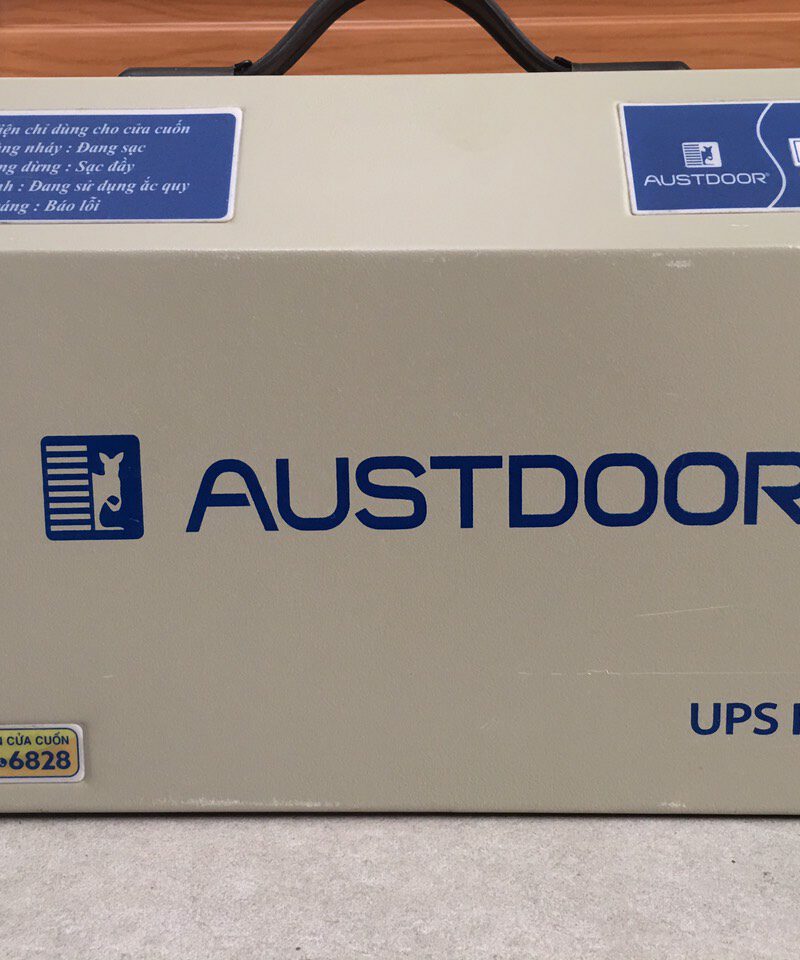 iện chỉ dùng cho cửa cuốn
ng nháy : Đang sạc
ng dừng : Sạc đầy
nh : Đang sử dụng ắc quy
áng : Báo lỗi
AUSTDOOR®
AUSTDOOR
UPS
CỬA CUỐN
6828